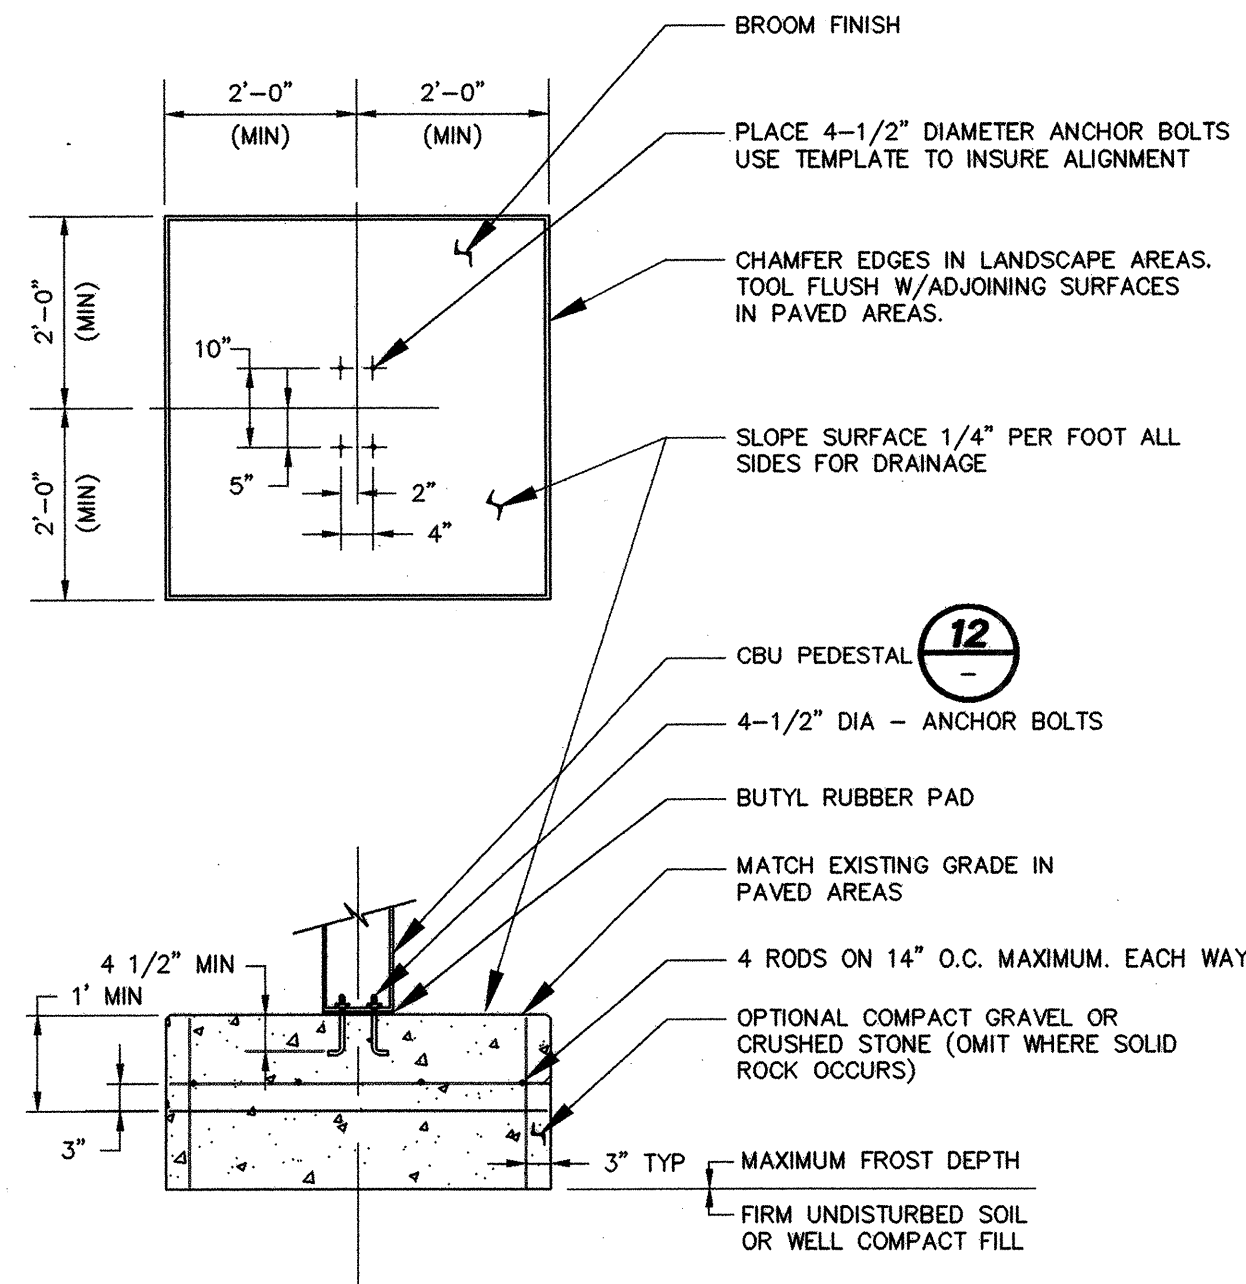 BROOM FINISH
2'-0"
(MIN)
2'-0"
(MIN)
PLACE 4-1/2" DIAMETER ANCHOR BOLTS
USE TEMPLATE TO INSURE ALIGNMENT
CHAMFER EDGES IN LANDSCAPE AREAS.
TOOL FLUSH W/ADJOINING SURFACES
IN PAVED AREAS.
2'-0"
(MIN)
10"
SLOPE SURFACE 1/4" PER FOOT ALL
SIDES FOR DRAINAGE
2'-0"
(MIN)
5"
2"
4"
CBU PEDESTAL
12
-
4-1/2" DIA - ANCHOR BOLTS
BUTYL RUBBER PAD
MATCH EXISTING GRADE IN
PAVED AREAS
4 1/2" MIN
1' MIN
4 RODS ON 14" O.C. MAXIMUM. EACH WAY
OPTIONAL COMPACT GRAVEL OR
CRUSHED STONE (OMIT WHERE SOLID
ROCK OCCURS)
3"
3" TYP
MAXIMUM FROST DEPTH
FIRM UNDISTURBED SOIL
OR WELL COMPACT FILL